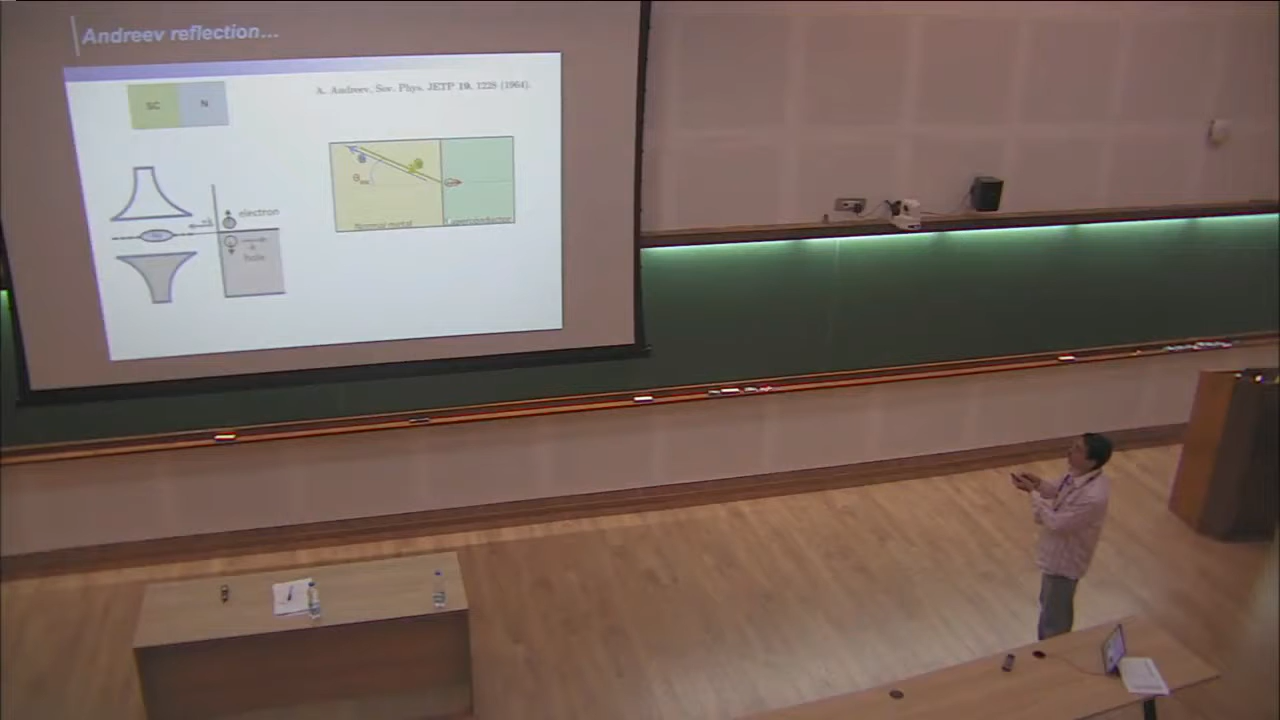 Andreev reflection...
A. Andreev, Sov. Phys. JETP 19, 1228 (1964).
SC
N
electron
hole
Normal metal
Superconductor